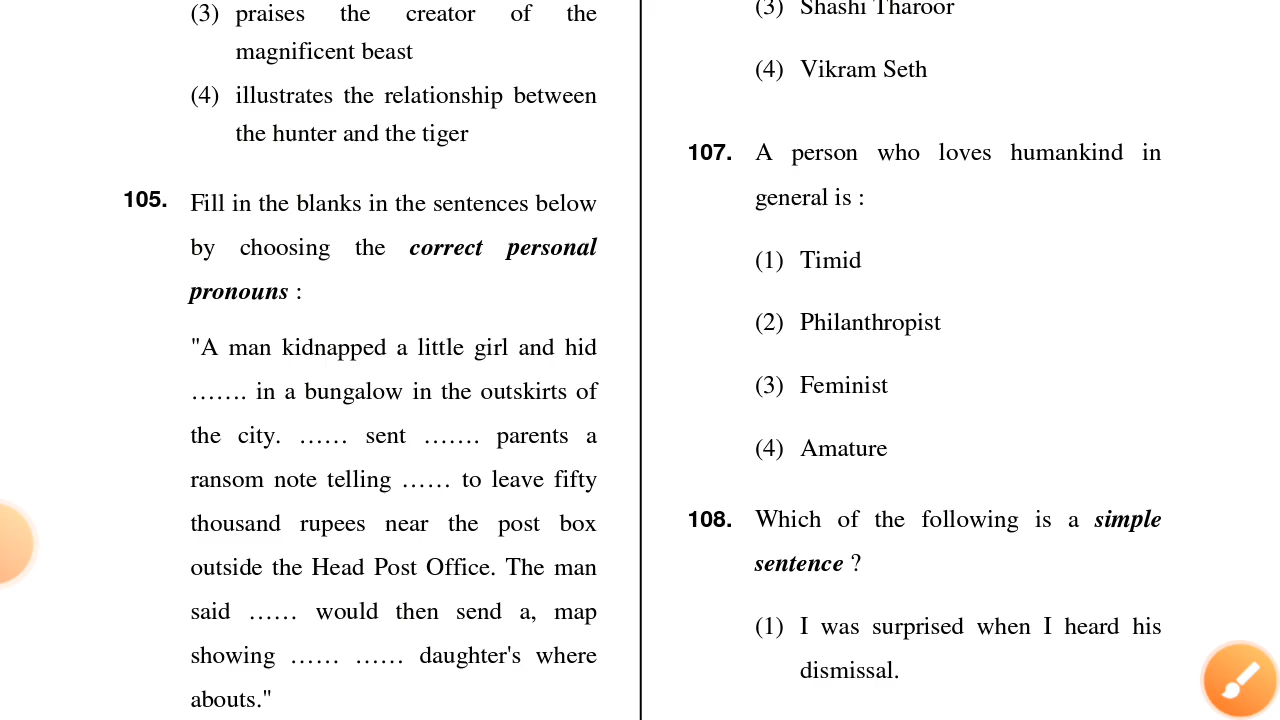 (3) praises the creator of the
magnificent beast
(4) illustrates the relationship between
the hunter and the tiger
105. Fill in the blanks in the sentences below
by choosing the correct personal
pronouns :
"A man kidnapped a little girl and hid
……. in a bungalow in the outskirts of
the city. …… sent ……. parents a
ransom note telling …… to leave fifty
thousand rupees near the post box
outside the Head Post Office. The man
said …… would then send a, map
showing …… …… daughter's where
abouts."
(3) Shashi Tharoor
(4) Vikram Seth
107. A person who loves humankind in
general is :
(1) Timid
(2) Philanthropist
(3) Feminist
(4) Amature
108. Which of the following is a simple
sentence ?
(1) I was surprised when I heard his
dismissal.